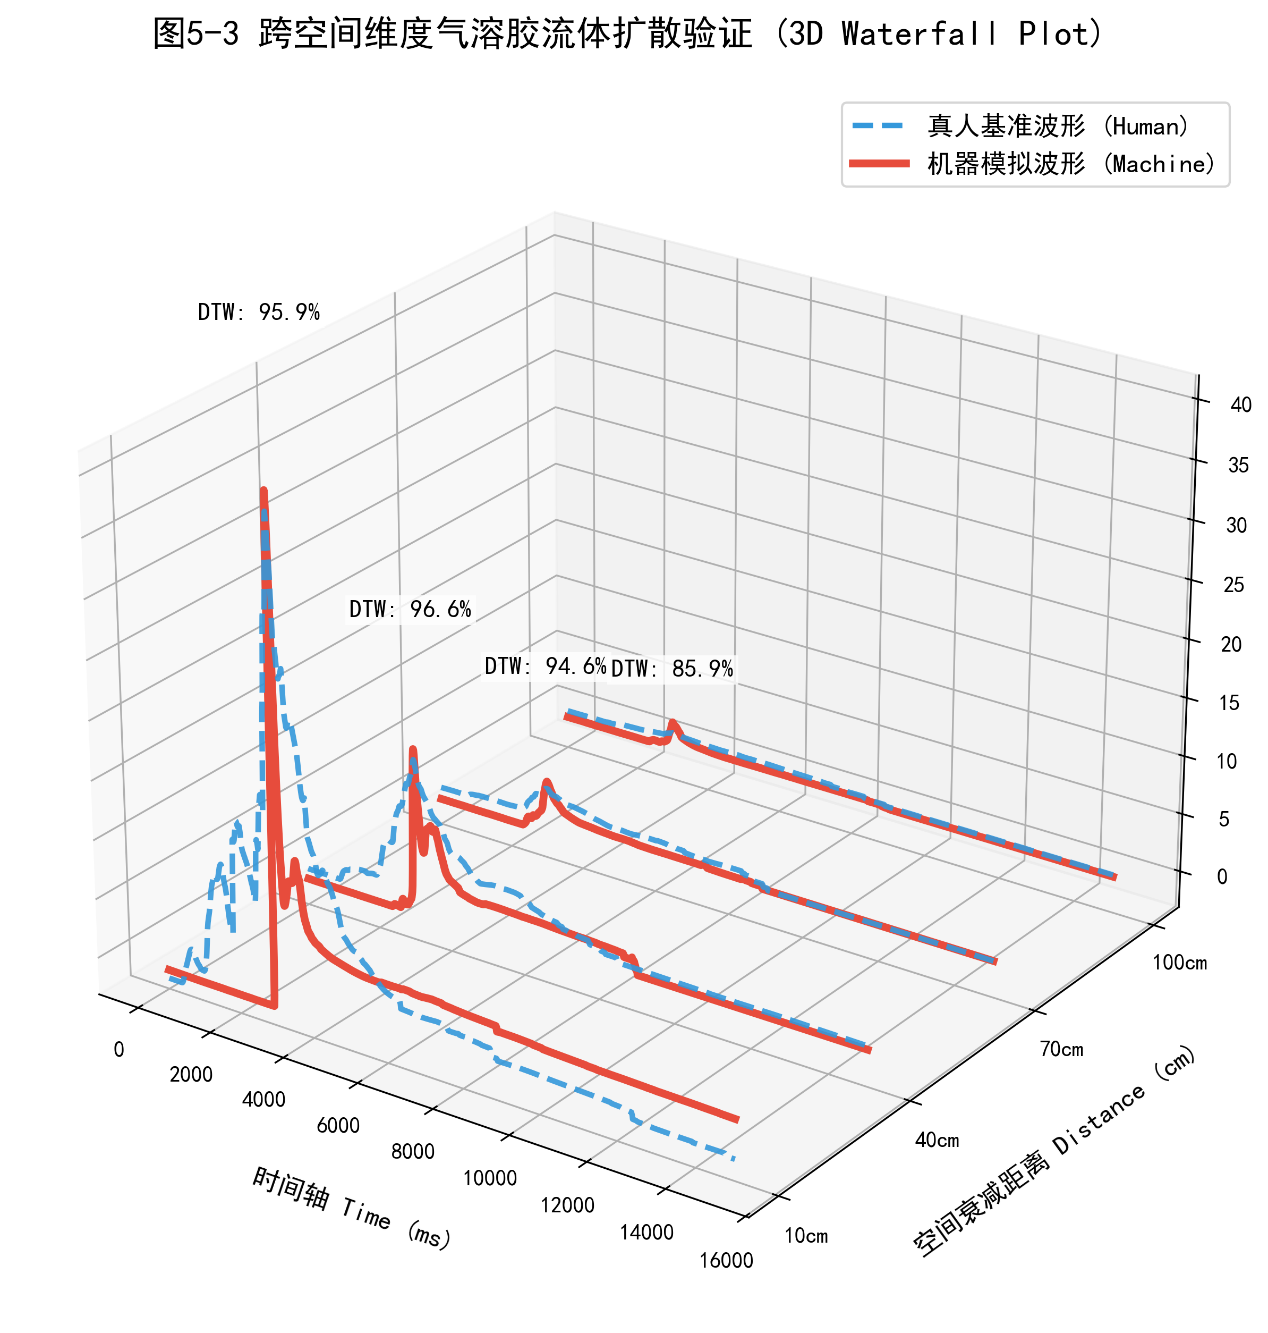 图5-3 跨空间维度气溶胶流体扩散验证 (3D Waterfall Plot)
真人基准波形 (Human)
机器模拟波形 (Machine)
DTW: 95.9%
DTW: 96.6%
DTW: 94.6%
DTW: 85.9%
40
35
30
25
20
15
10
5
0
0
2000
4000
6000
8000
10000
12000
14000
16000
时间轴 Time (ms)
10cm
40cm
70cm
100cm
空间衰减距离 Distance (cm)